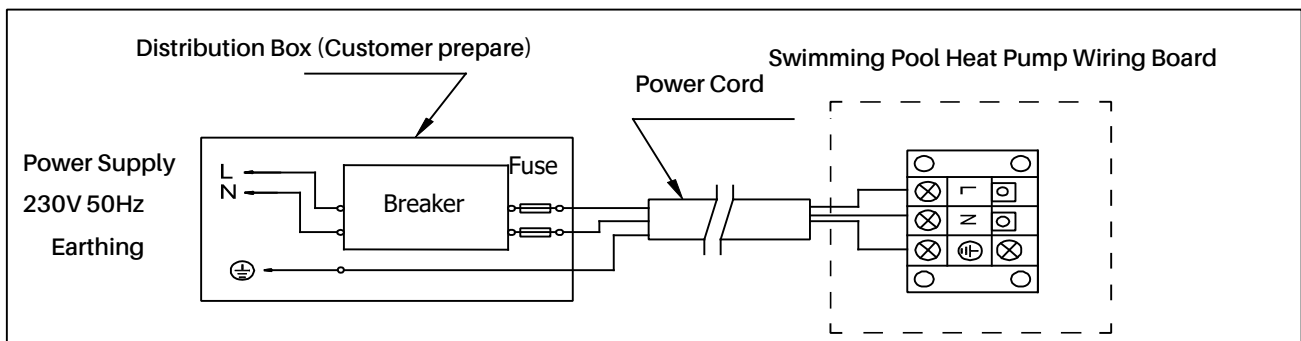 Distribution Box (Customer prepare)
Swimming Pool Heat Pump Wiring Board
Power Cord
Power Supply
230V 50Hz
Earthing
L
N
Breaker
Fuse
L
N